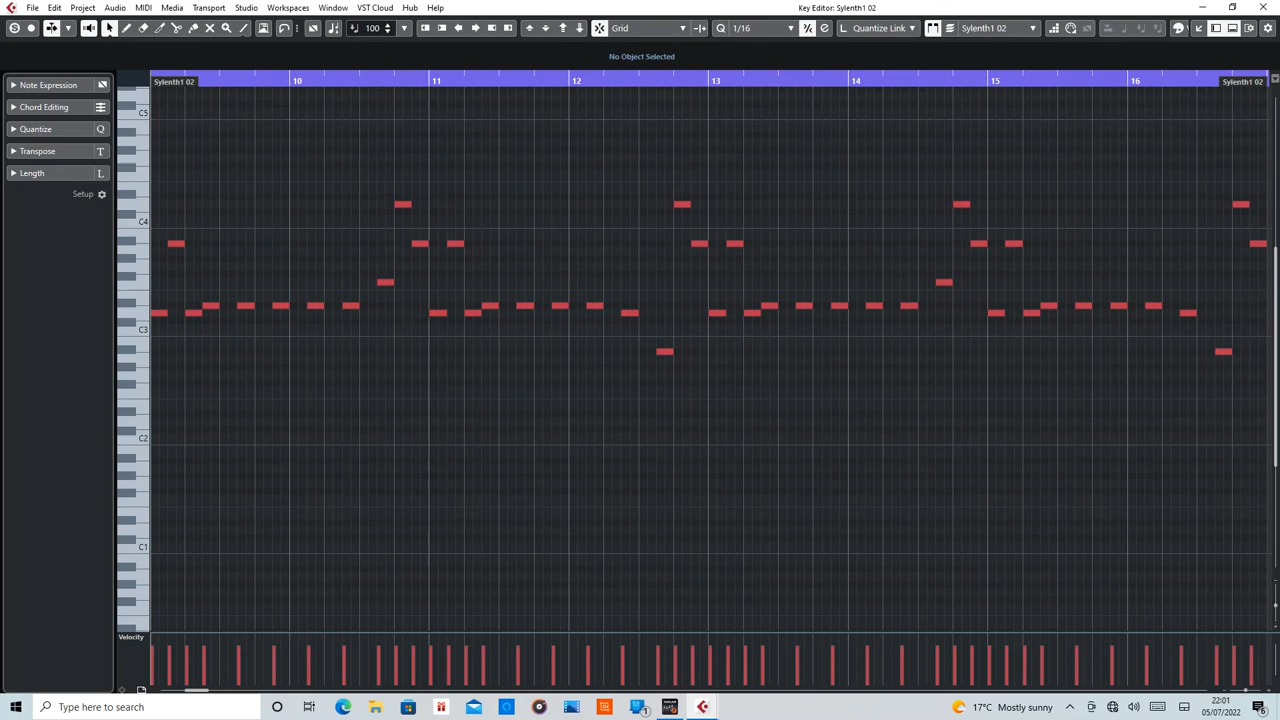 File Edit Project Audio MIDI Media Transport Studio Workspaces Window VST Cloud Hub Help
Key Editor: Sylenth1 02
100 Grid Q 1/16 Quantize Link Sylenth1 02
No Object Selected
Sylenth1 02 10 11 12 13 14 15 16 Sylenth1 02
Note Expression
Chord Editing
Quantize Q
Transpose T
Length L
Setup
C5
C4
C3
C2
C1
Velocity
Type here to search
1
17°C Mostly sunny
22:01
05/07/2022
6